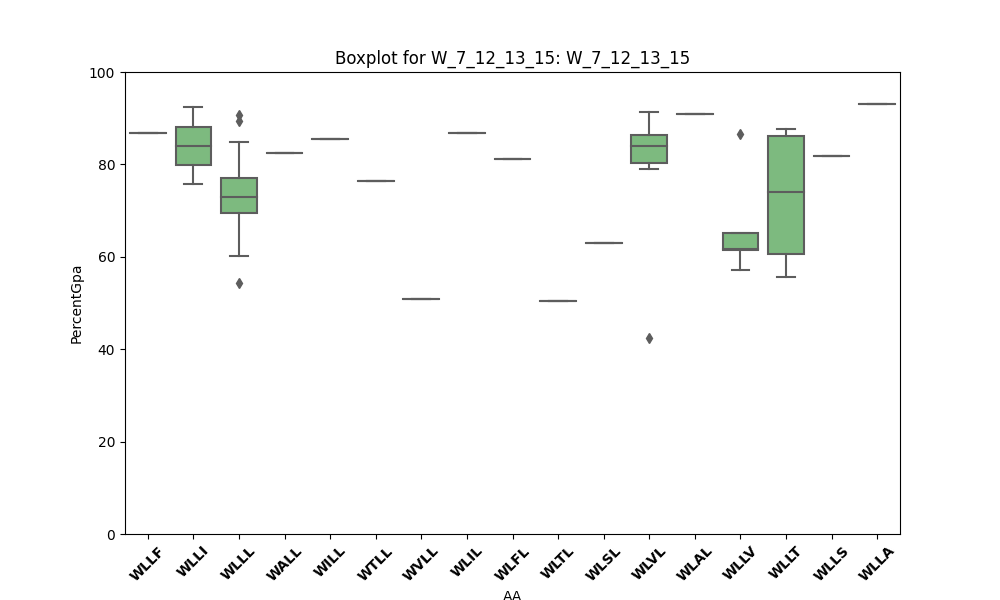 Boxplot for W_7_12_13_15: W_7_12_13_15
PercentGpa
100
80
60
40
20
0
WLLF WLLI WLLL WALL WILL WTLL WVLL WLIL WLFL WLTL WLSL WLVL WLAL WLLV WLLT WLLS WLLA
AA